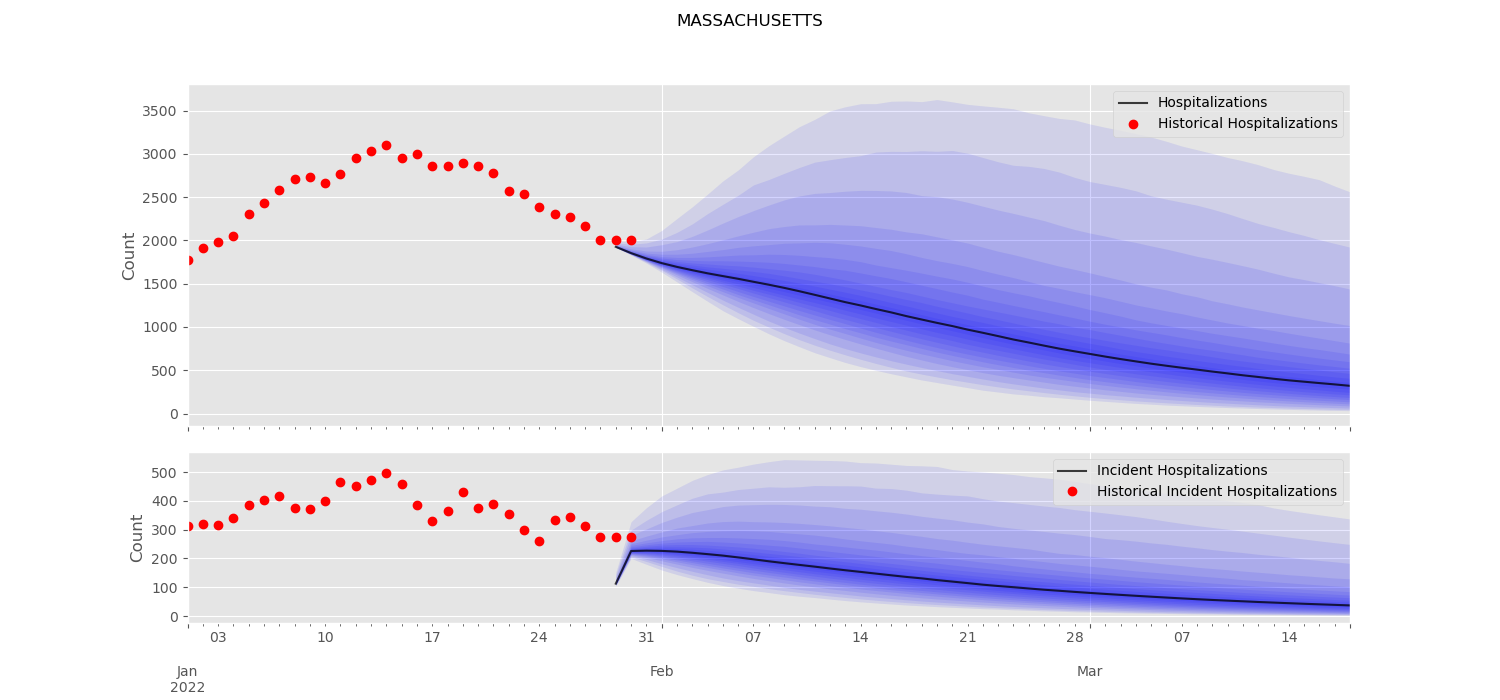 MASSACHUSETTS
Count
3500
3000
2500
2000
1500
1000
500
0
Hospitalizations
Historical Hospitalizations
Count
500
400
300
200
100
0
Incident Hospitalizations
Historical Incident Hospitalizations
03 10 17 24 31 07 14 21 28 07 14
Jan Feb Mar
2022